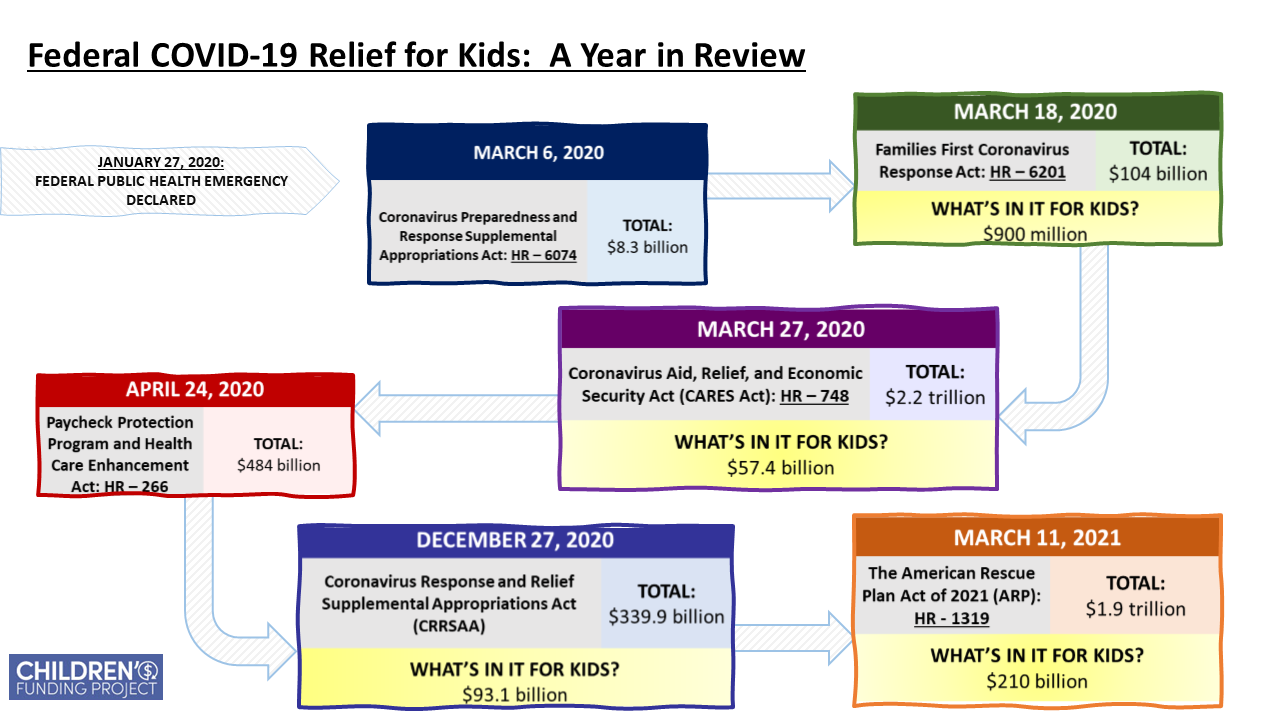 Federal COVID-19 Relief for Kids:  A Year in Review
JANUARY 27, 2020:
FEDERAL PUBLIC HEALTH EMERGENCY
DECLARED
MARCH 6, 2020
Coronavirus Preparedness and
Response Supplemental
Appropriations Act: HR – 6074
TOTAL:
$8.3 billion
MARCH 18, 2020
Families First Coronavirus
Response Act: HR – 6201
TOTAL:
$104 billion
WHAT'S IN IT FOR KIDS?
$900 million
MARCH 27, 2020
Coronavirus Aid, Relief, and Economic
Security Act (CARES Act): HR – 748
TOTAL:
$2.2 trillion
WHAT'S IN IT FOR KIDS?
$57.4 billion
APRIL 24, 2020
Paycheck Protection
Program and Health
Care Enhancement
Act: HR – 266
TOTAL:
$484 billion
DECEMBER 27, 2020
Coronavirus Response and Relief
Supplemental Appropriations Act
(CRRSAA)
TOTAL:
$339.9 billion
WHAT'S IN IT FOR KIDS?
$93.1 billion
MARCH 11, 2021
The American Rescue
Plan Act of 2021 (ARP):
HR - 1319
TOTAL:
$1.9 trillion
WHAT'S IN IT FOR KIDS?
$210 billion
CHILDREN'$
FUNDING PROJECT